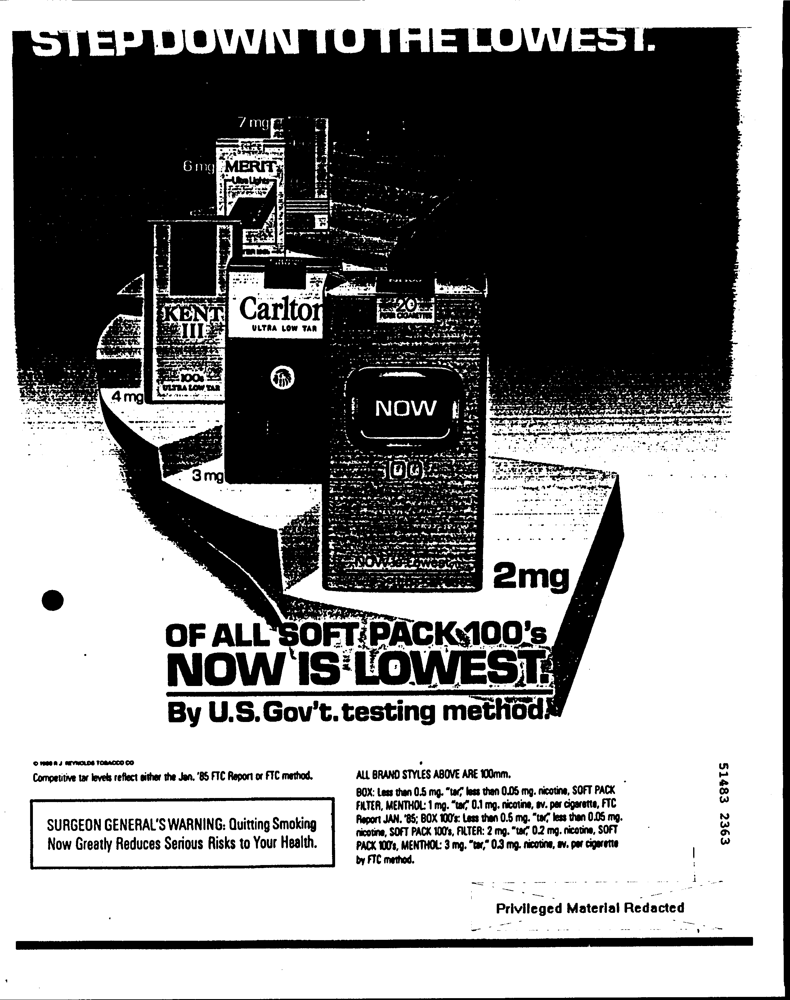 STEP DOWN TO THE LOWEST.
7 mg
6 mg
MERIT
Ultra Lights
KENT
III
100s
ULTRA LOW TAR
4 mg
Carlton
ULTRA LOW TAR
3 mg
20
NOW
100
NOW is Lowest
2mg
OF ALL SOFT PACK 100's
NOW IS LOWEST.
By U.S.Gov't. testing method.
R J REYNOLDS TOBACCO CO
Competitive tar levels reflect either the Jan. '85 FTC Report or FTC method.
SURGEON GENERAL'S WARNING: Quitting Smoking
Now Greatly Reduces Serious Risks to Your Health.
ALL BRAND STYLES ABOVE ARE 100mm.
BOX: Less than 0.5 mg. "tar," less than 0.05 mg. nicotine, SOFT PACK
FILTER, MENTHOL: 1 mg. "tar," 0.1 mg. nicotine, av. per cigarette, FTC
Report JAN. '85; BOX 100's: Less than 0.5 mg. "tar," less than 0.05 mg.
nicotine, SOFT PACK 100's, FILTER: 2 mg. "tar," 0.2 mg. nicotine, SOFT
PACK 100's, MENTHOL: 3 mg. "tar," 0.3 mg. nicotine, av. per cigarette
by FTC method.
51483 2363
Privileged Material Redacted